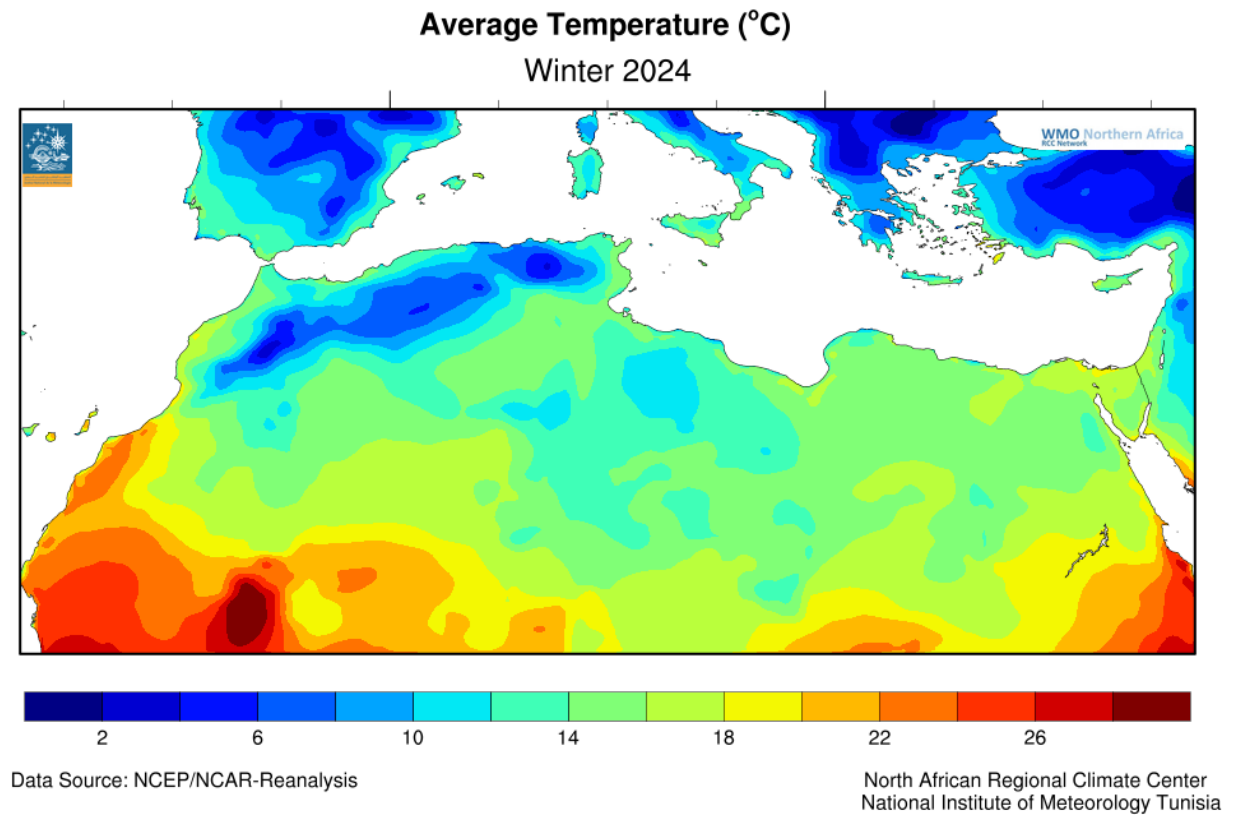 Average Temperature (°C)
Winter 2024
WMO Northern Africa
RCC Network
2 6 10 14 18 22 26
Data Source: NCEP/NCAR-Reanalysis
North African Regional Climate Center
National Institute of Meteorology Tunisia